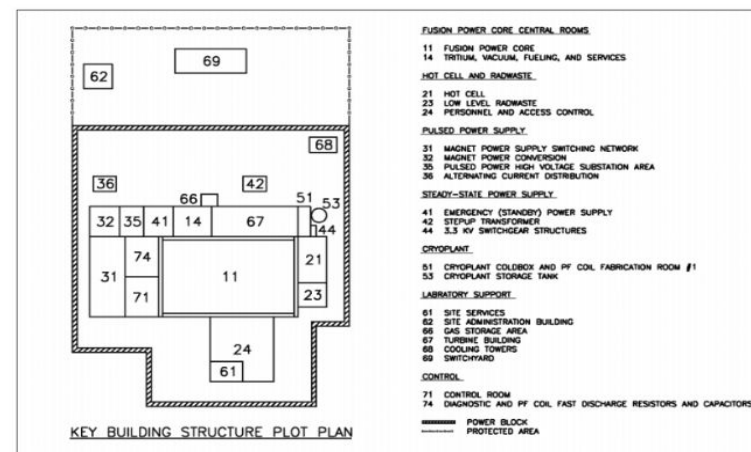 69
62
68
36
42
66
51
53
44
32
35
41
14
67
74
31
11
21
71
23
24
61
KEY BUILDING STRUCTURE PLOT PLAN
FUSION POWER CORE CENTRAL ROOMS
11 FUSION POWER CORE
14 TRITIUM, VACUUM, FUELING, AND SERVICES
HOT CELL AND RADWASTE
21 HOT CELL
23 LOW LEVEL RADWASTE
24 PERSONNEL AND ACCESS CONTROL
PULSED POWER SUPPLY
31 MAGNET POWER SUPPLY SWITCHING NETWORK
32 MAGNET POWER CONVERSION
35 PULSED POWER HIGH VOLTAGE SUBSTATION AREA
36 ALTERNATING CURRENT DISTRIBUTION
STEADY-STATE POWER SUPPLY
41 EMERGENCY (STANDBY) POWER SUPPLY
42 STEPUP TRANSFORMER
44 3.3 KV SWITCHGEAR STRUCTURES
CRYOPLANT
51 CRYOPLANT COLDBOX AND PF COIL FABRICATION ROOM #1
53 CRYOPLANT STORAGE TANK
LABRATORY SUPPORT
61 SITE SERVICES
62 SITE ADMINISTRATION BUILDING
66 GAS STORAGE AREA
67 TURBINE BUILDING
68 COOLING TOWERS
69 SWITCHYARD
CONTROL
71 CONTROL ROOM
74 DIAGNOSTIC AND PF COIL FAST DISCHARGE RESISTORS AND CAPACITORS
POWER BLOCK
PROTECTED AREA